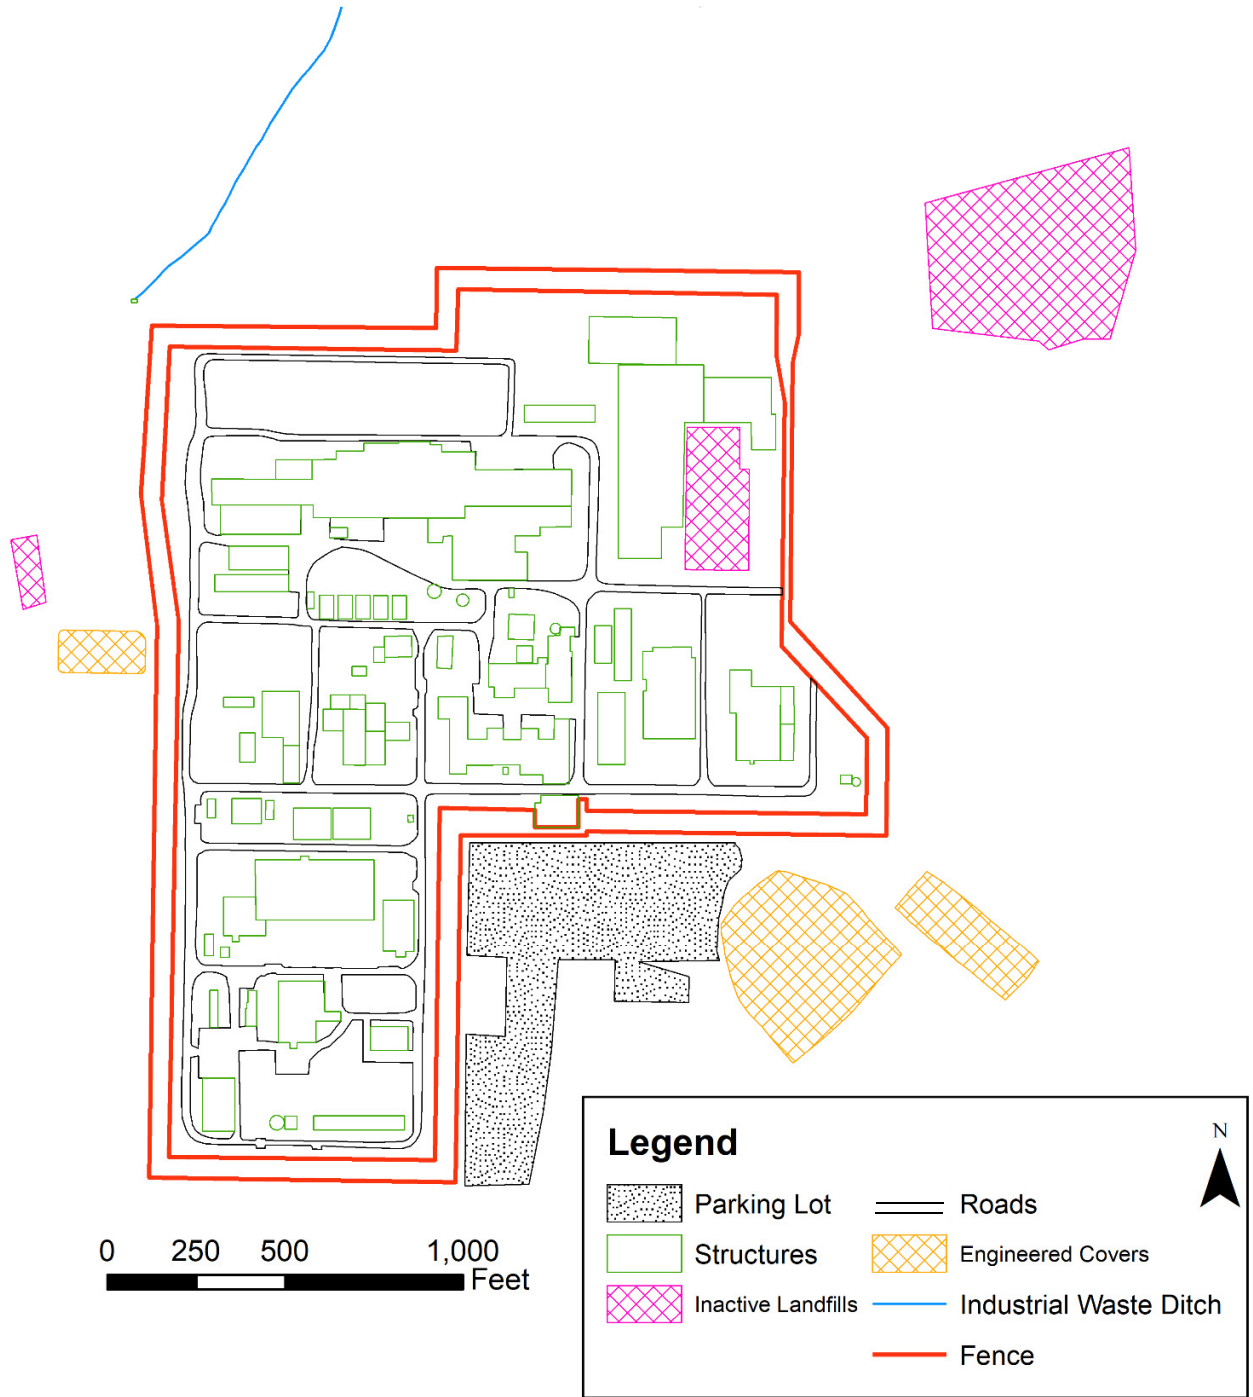 0 250 500 1,000
Feet
Legend
N
Parking Lot
Roads
Structures
Engineered Covers
Inactive Landfills
Industrial Waste Ditch
Fence